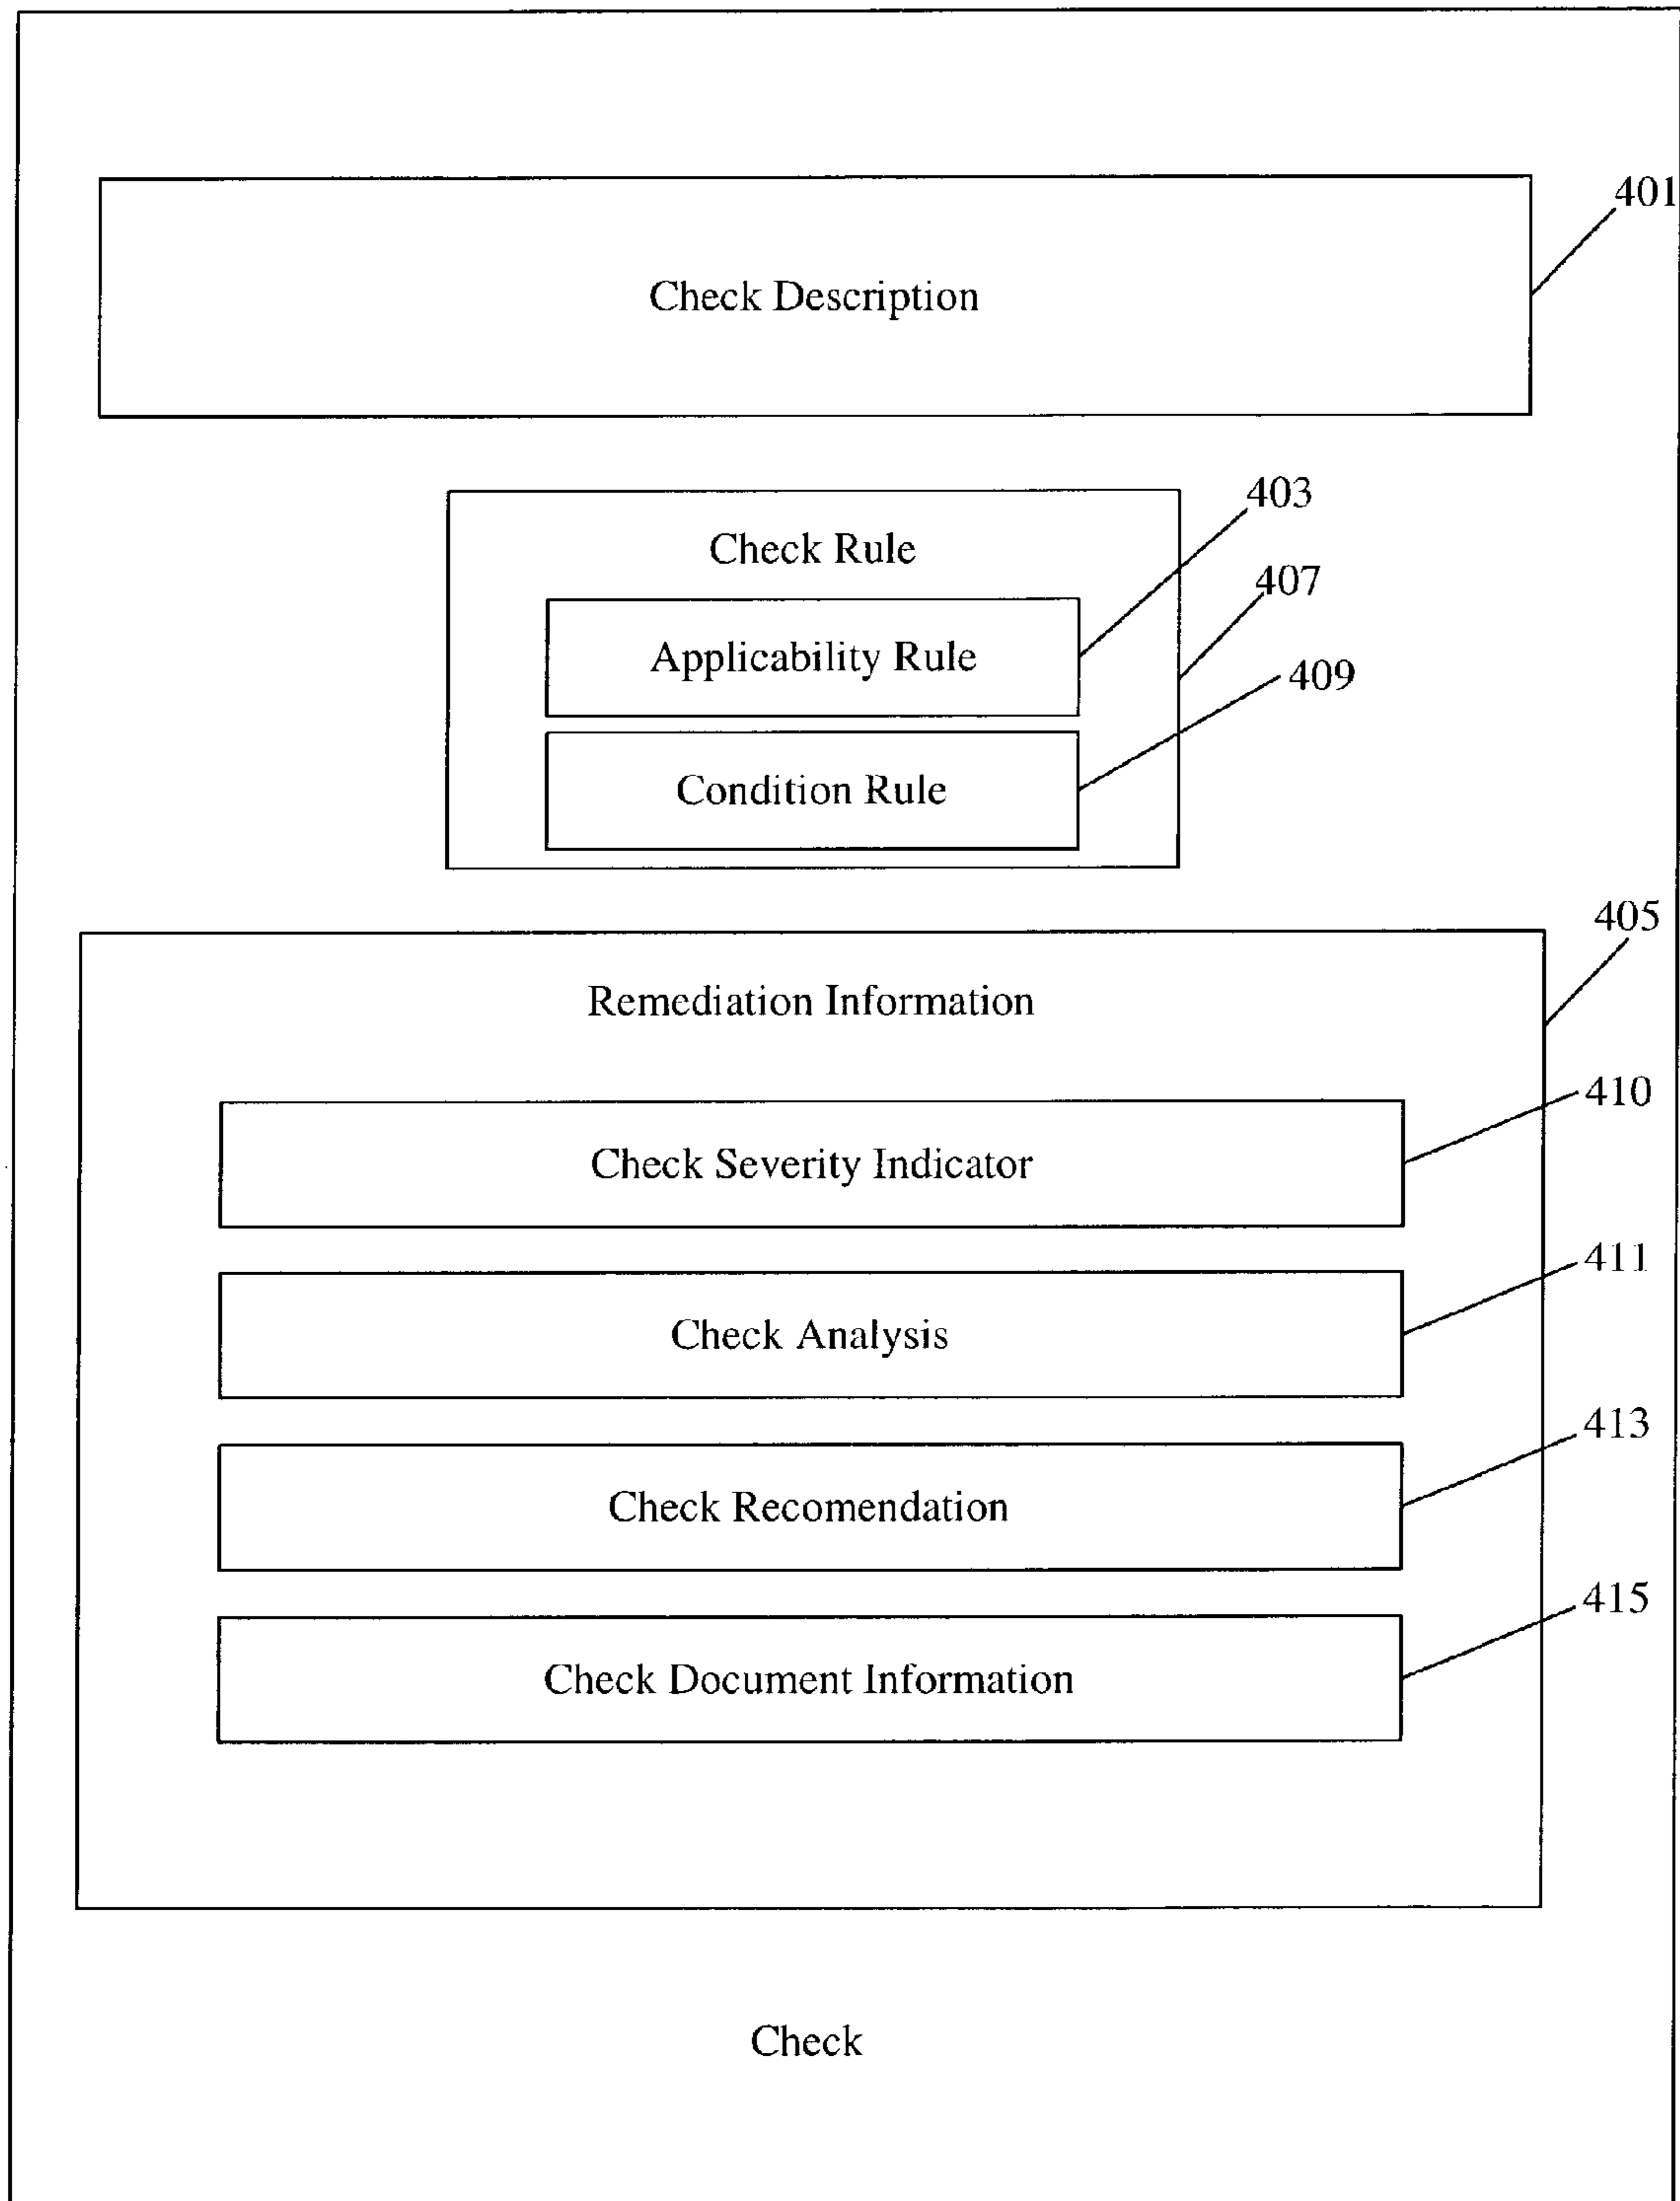 401
Check Description
403
Check Rule
407
Applicability Rule
409
Condition Rule
405
Remediation Information
410
Check Severity Indicator
411
Check Analysis
413
Check Recomendation
415
Check Document Information
Check